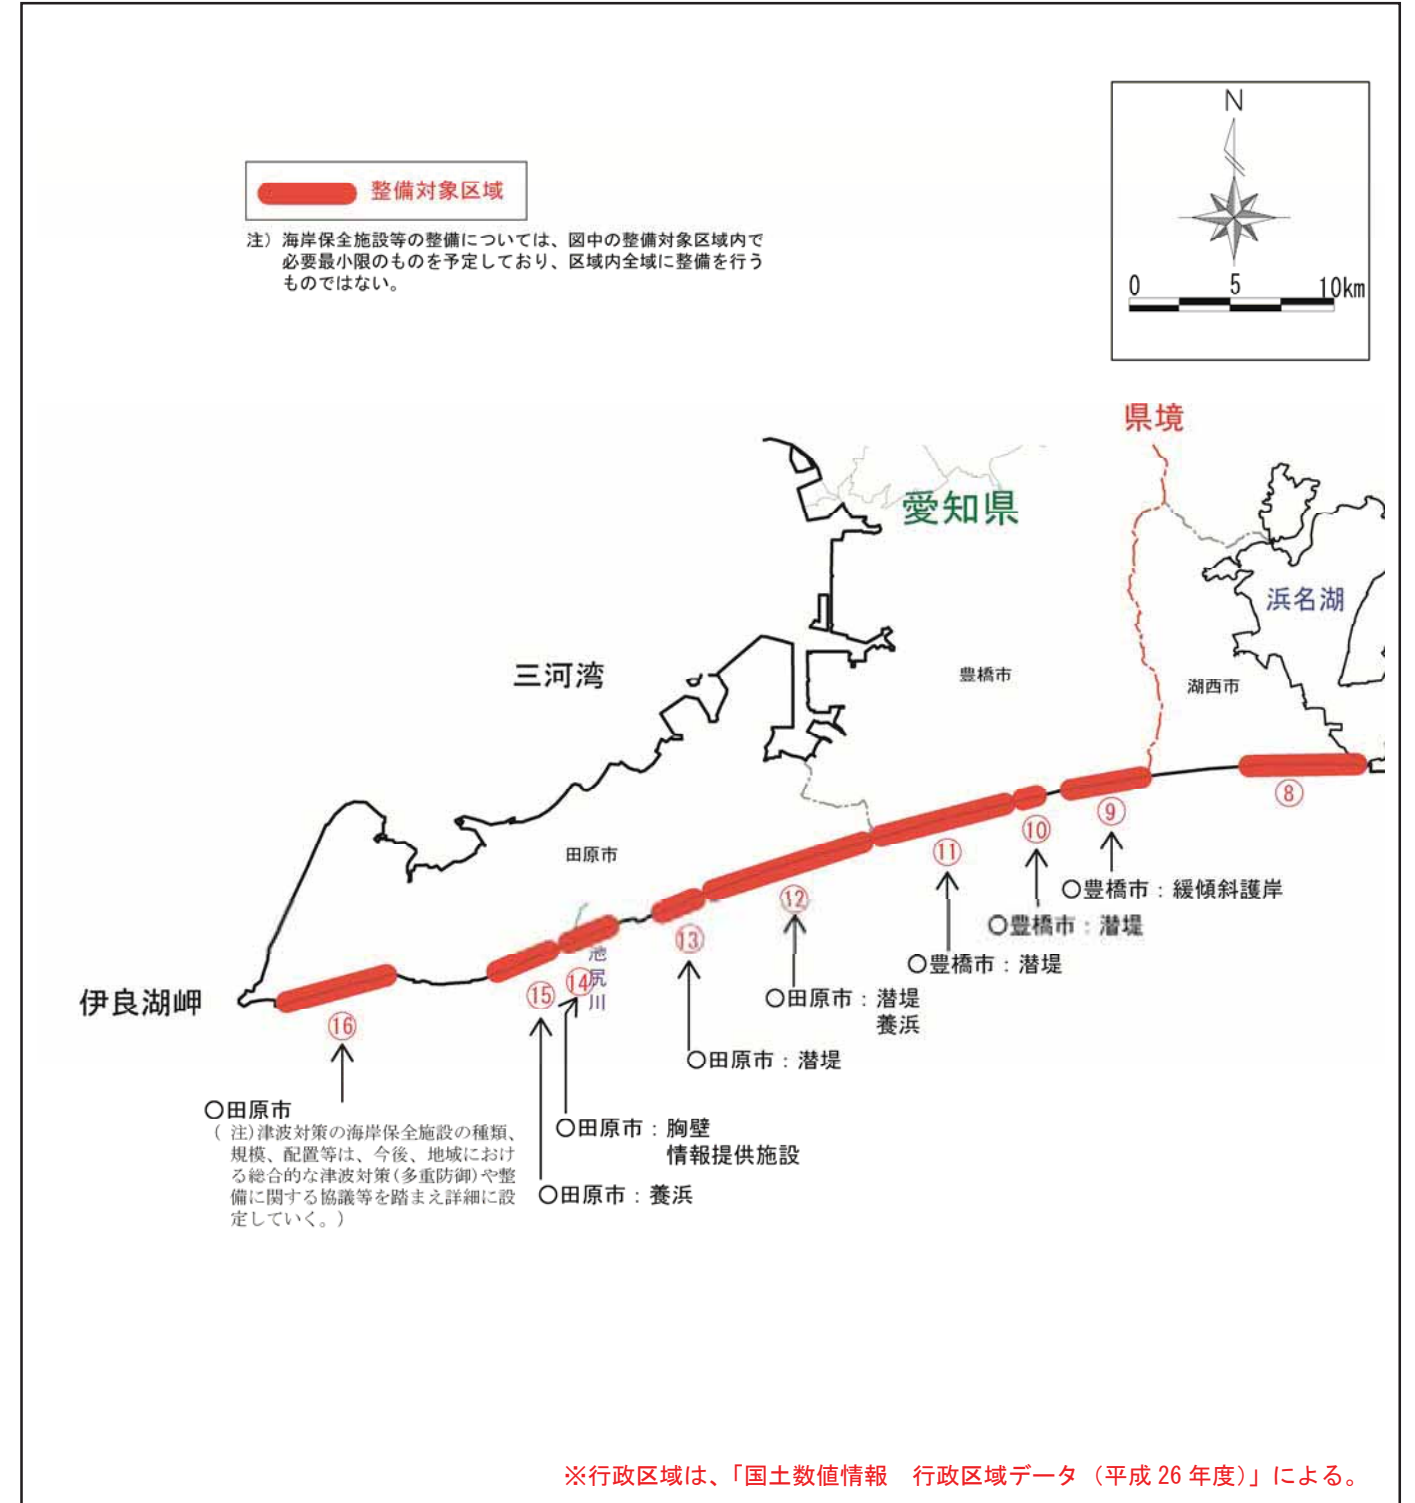 N
0 5 10km
整備対象区域
注）海岸保全施設等の整備については、図中の整備対象区域内で
必要最小限のものを予定しており、区域内全域に整備を行う
ものではない。
県境
愛知県
浜名湖
三河湾
豊橋市
湖西市
田原市
⑧
⑨
⑩
⑪
⑫
⑬
⑭
⑮
⑯
池尻川
伊良湖岬
○豊橋市：緩傾斜護岸
○豊橋市：潜堤
○豊橋市：潜堤
○田原市：潜堤
養浜
○田原市：潜堤
○田原市：胸壁
情報提供施設
○田原市：養浜
○田原市
(注)津波対策の海岸保全施設の種類、
規模、配置等は、今後、地域におけ
る総合的な津波対策(多重防御)や整
備に関する協議等を踏まえ詳細に設
定していく。)
※行政区域は、「国土数値情報　行政区域データ（平成26年度）」による。